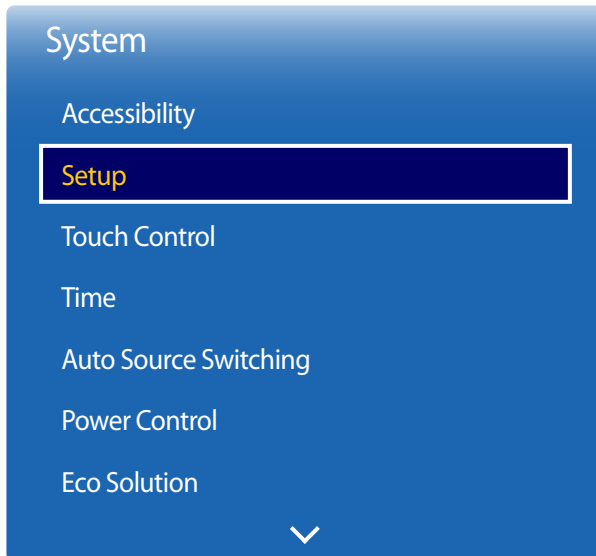 System
Accessibility
Setup
Touch Control
Time
Auto Source Switching
Power Control
Eco Solution